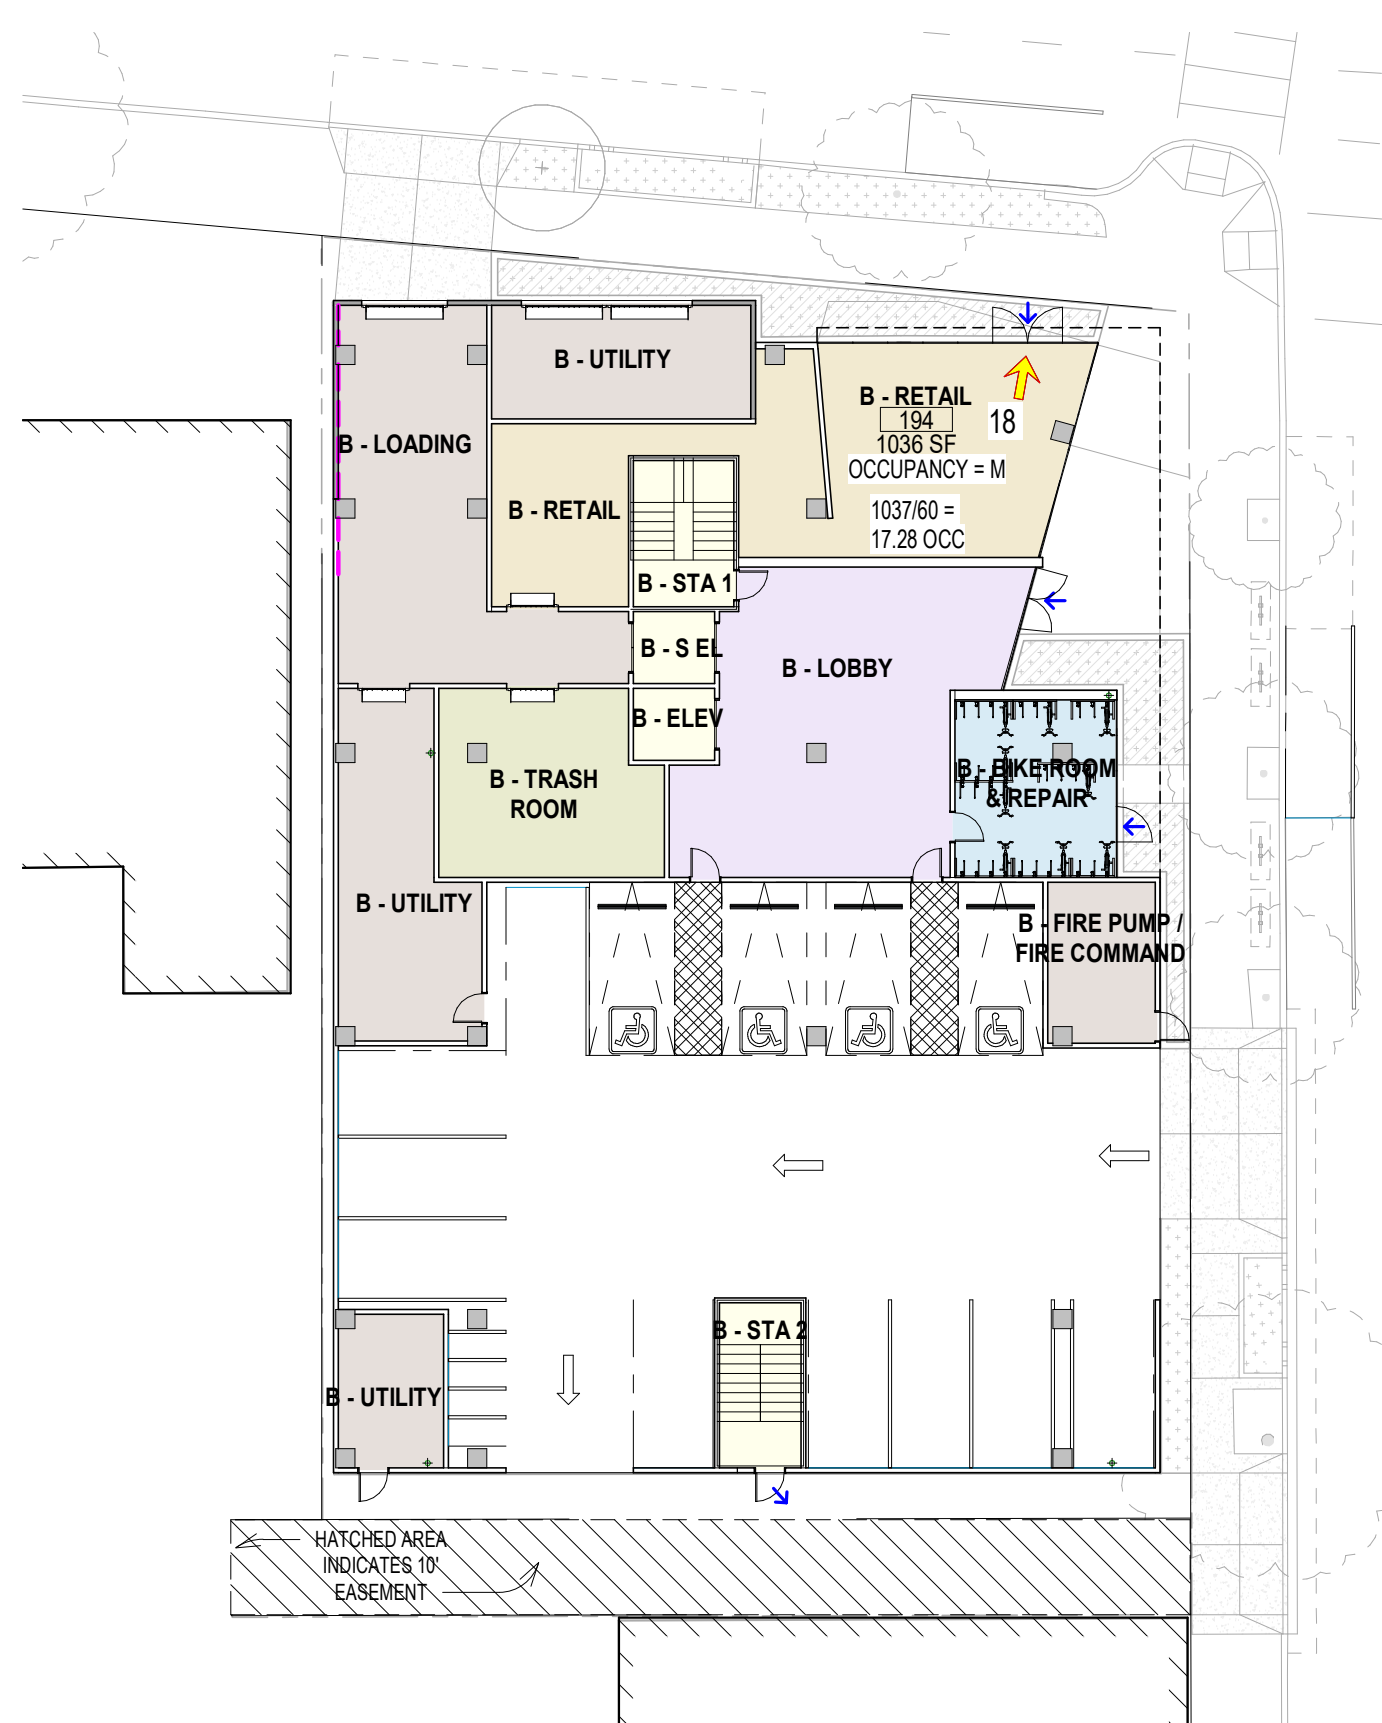 B - UTILITY
B - RETAIL
194
18
1036 SF
OCCUPANCY = M
B - LOADING
B - RETAIL
1037/60 =
17.28 OCC
B - STA 1
B - S EL
B - LOBBY
B - ELEV
B - TRASH
ROOM
B - BIKE ROOM
& REPAIR
B - UTILITY
B - FIRE PUMP /
FIRE COMMAND
B - STA 2
B - UTILITY
HATCHED AREA
INDICATES 10'
EASEMENT